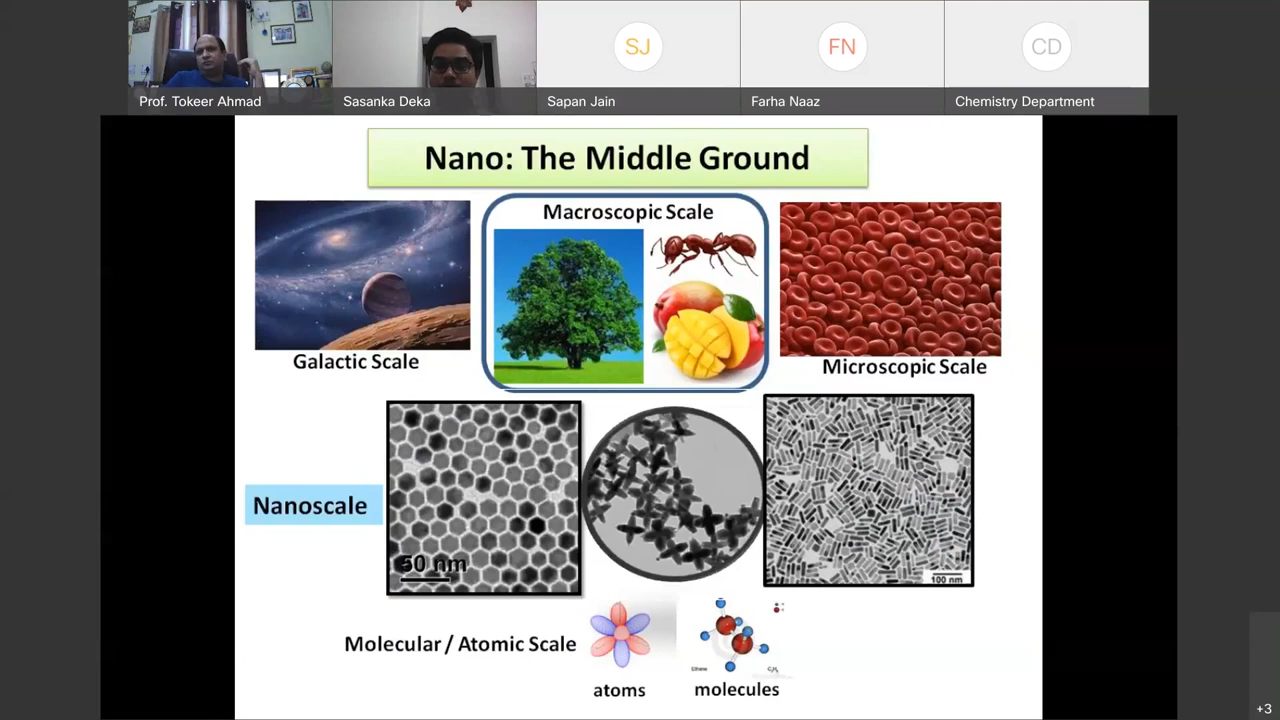 SJ
FN
CD
Prof. Tokeer Ahmad
Sasanka Deka
Sapan Jain
Farha Naaz
Chemistry Department
Nano: The Middle Ground
Macroscopic Scale
Galactic Scale
Microscopic Scale
Nanoscale
50 nm
100 nm
Molecular / Atomic Scale
Ethane
atoms
molecules
+3